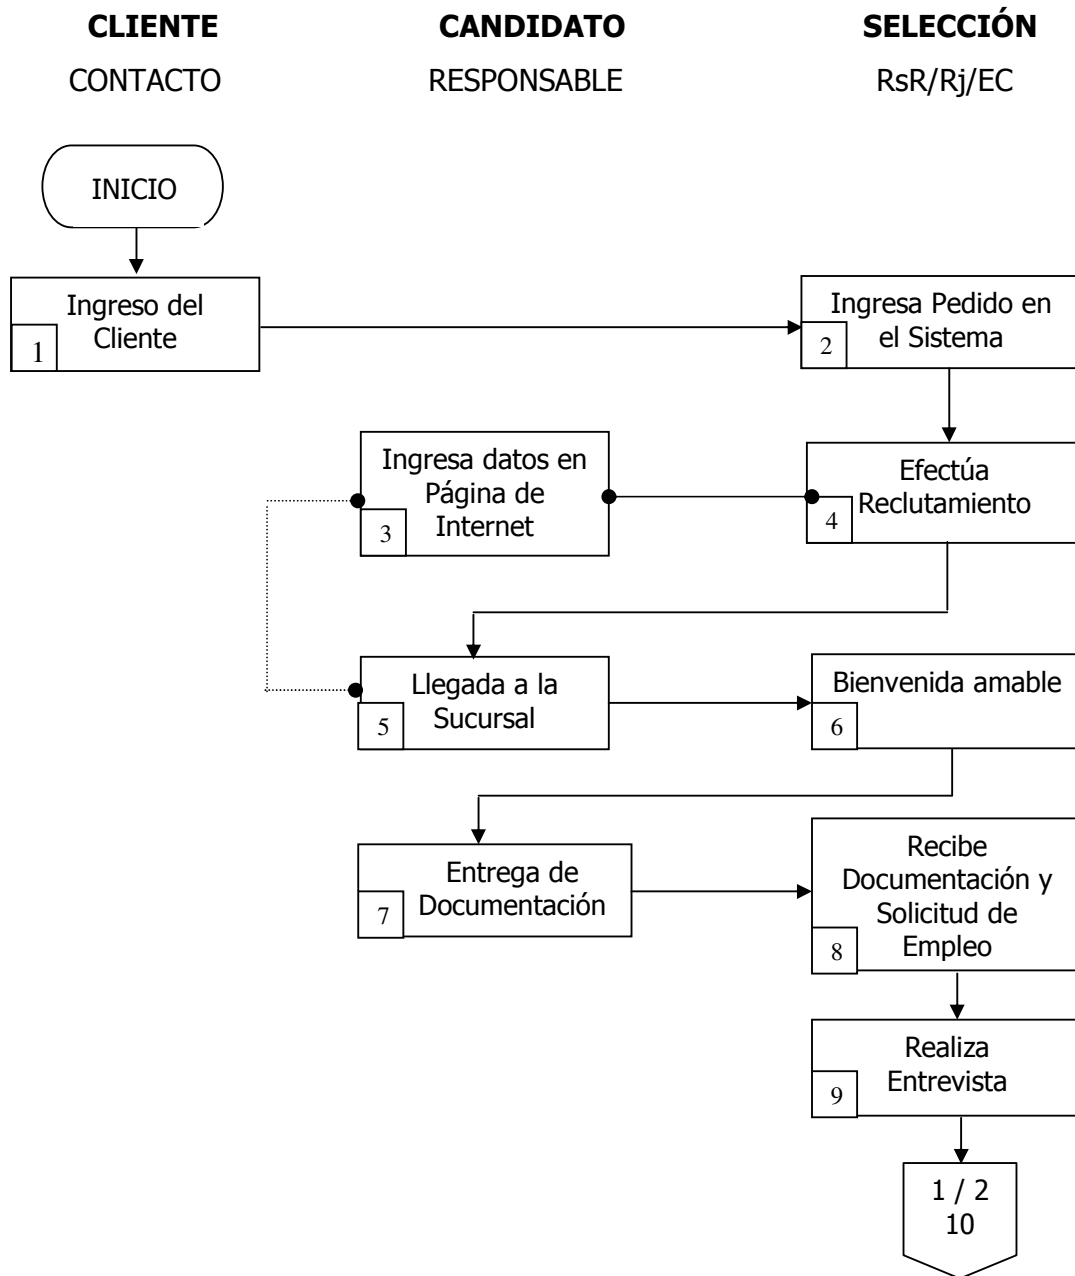 CLIENTE
CANDIDATO
SELECCIÓN
CONTACTO
RESPONSABLE
RsR/Rj/EC
INICIO
Ingreso del
Cliente
1
Ingresa Pedido en
el Sistema
2
Ingresa datos en
Página de
Internet
3
Efectúa
Reclutamiento
4
Llegada a la
Sucursal
5
Bienvenida amable
6
Entrega de
Documentación
7
Recibe
Documentación y
Solicitud de
Empleo
8
Realiza
Entrevista
9
1 / 2
10